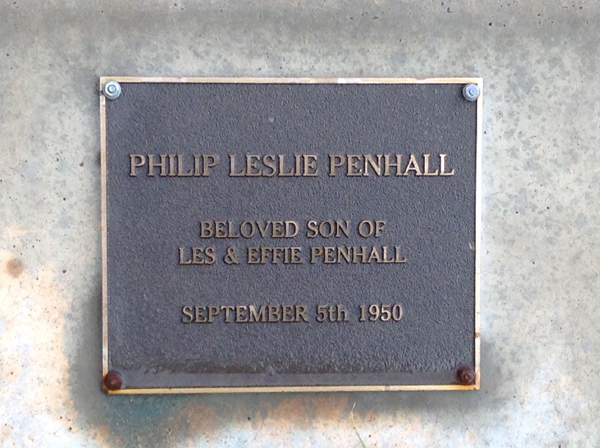 PHILIP LESLIE PENHALL
BELOVED SON OF
LES & EFFIE PENHALL
SEPTEMBER 5th 1950